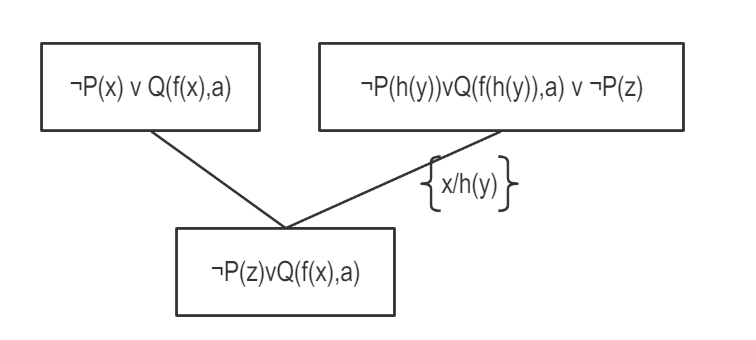 ¬P(x) v Q(f(x),a)
¬P(h(y))vQ(f(h(y)),a) v ¬P(z)
{x/h(y)}
¬P(z)vQ(f(x),a)